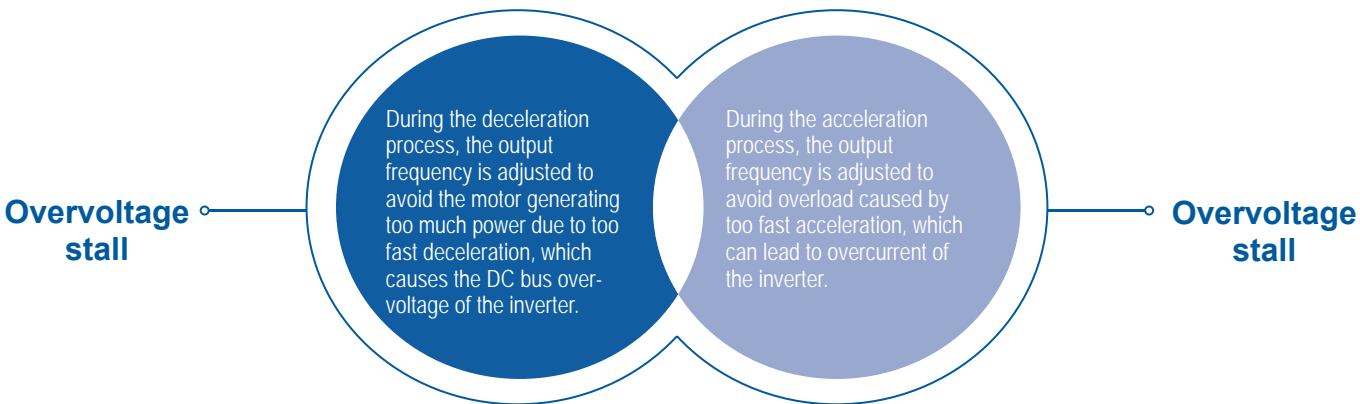 Overvoltage
stall
During the deceleration
process, the output
frequency is adjusted to
avoid the motor generating
too much power due to too
fast deceleration, which
causes the DC bus over-
voltage of the inverter.
During the acceleration
process, the output
frequency is adjusted to
avoid overload caused by
too fast acceleration, which
can lead to overcurrent of
the inverter.
Overvoltage
stall